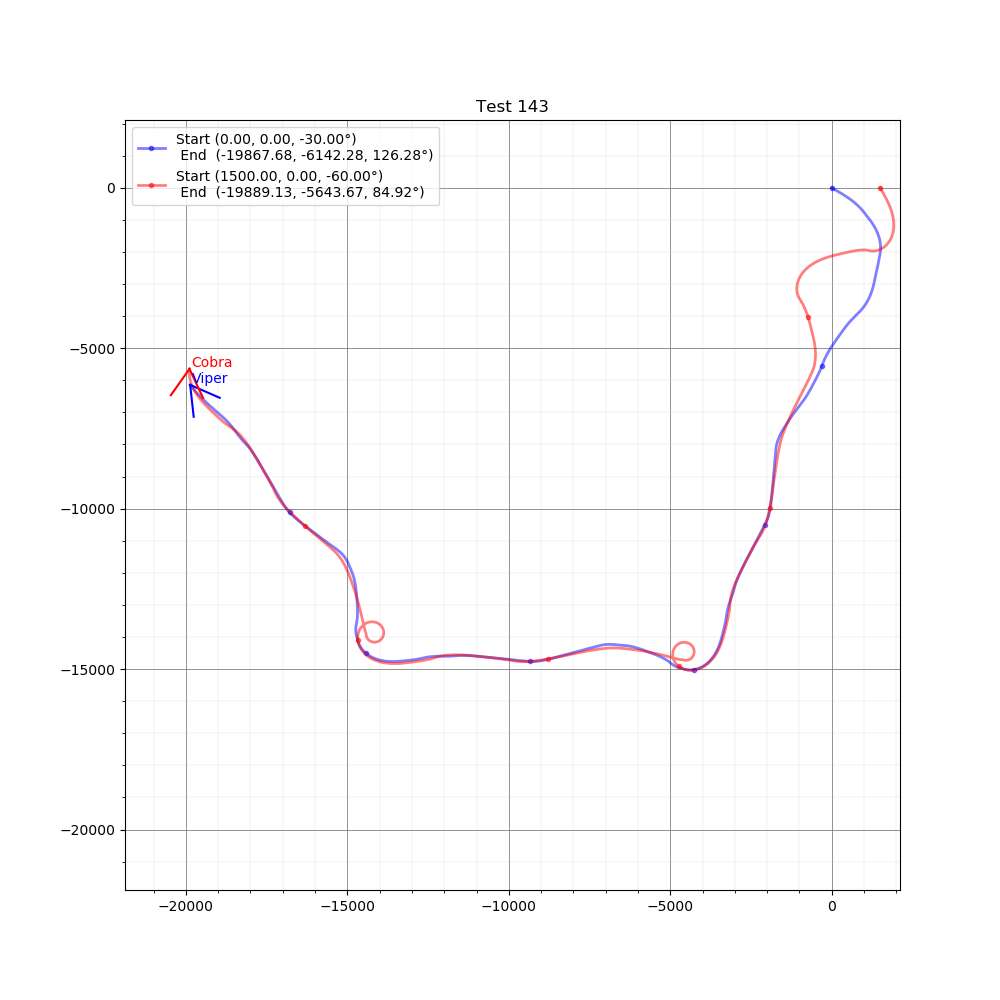 Test 143
Start (0.00, 0.00, -30.00°)
End  (-19867.68, -6142.28, 126.28°)
Start (1500.00, 0.00, -60.00°)
End  (-19889.13, -5643.67, 84.92°)
0
−5000
−10000
−15000
−20000
Cobra
Viper
−20000
−15000
−10000
−5000
0